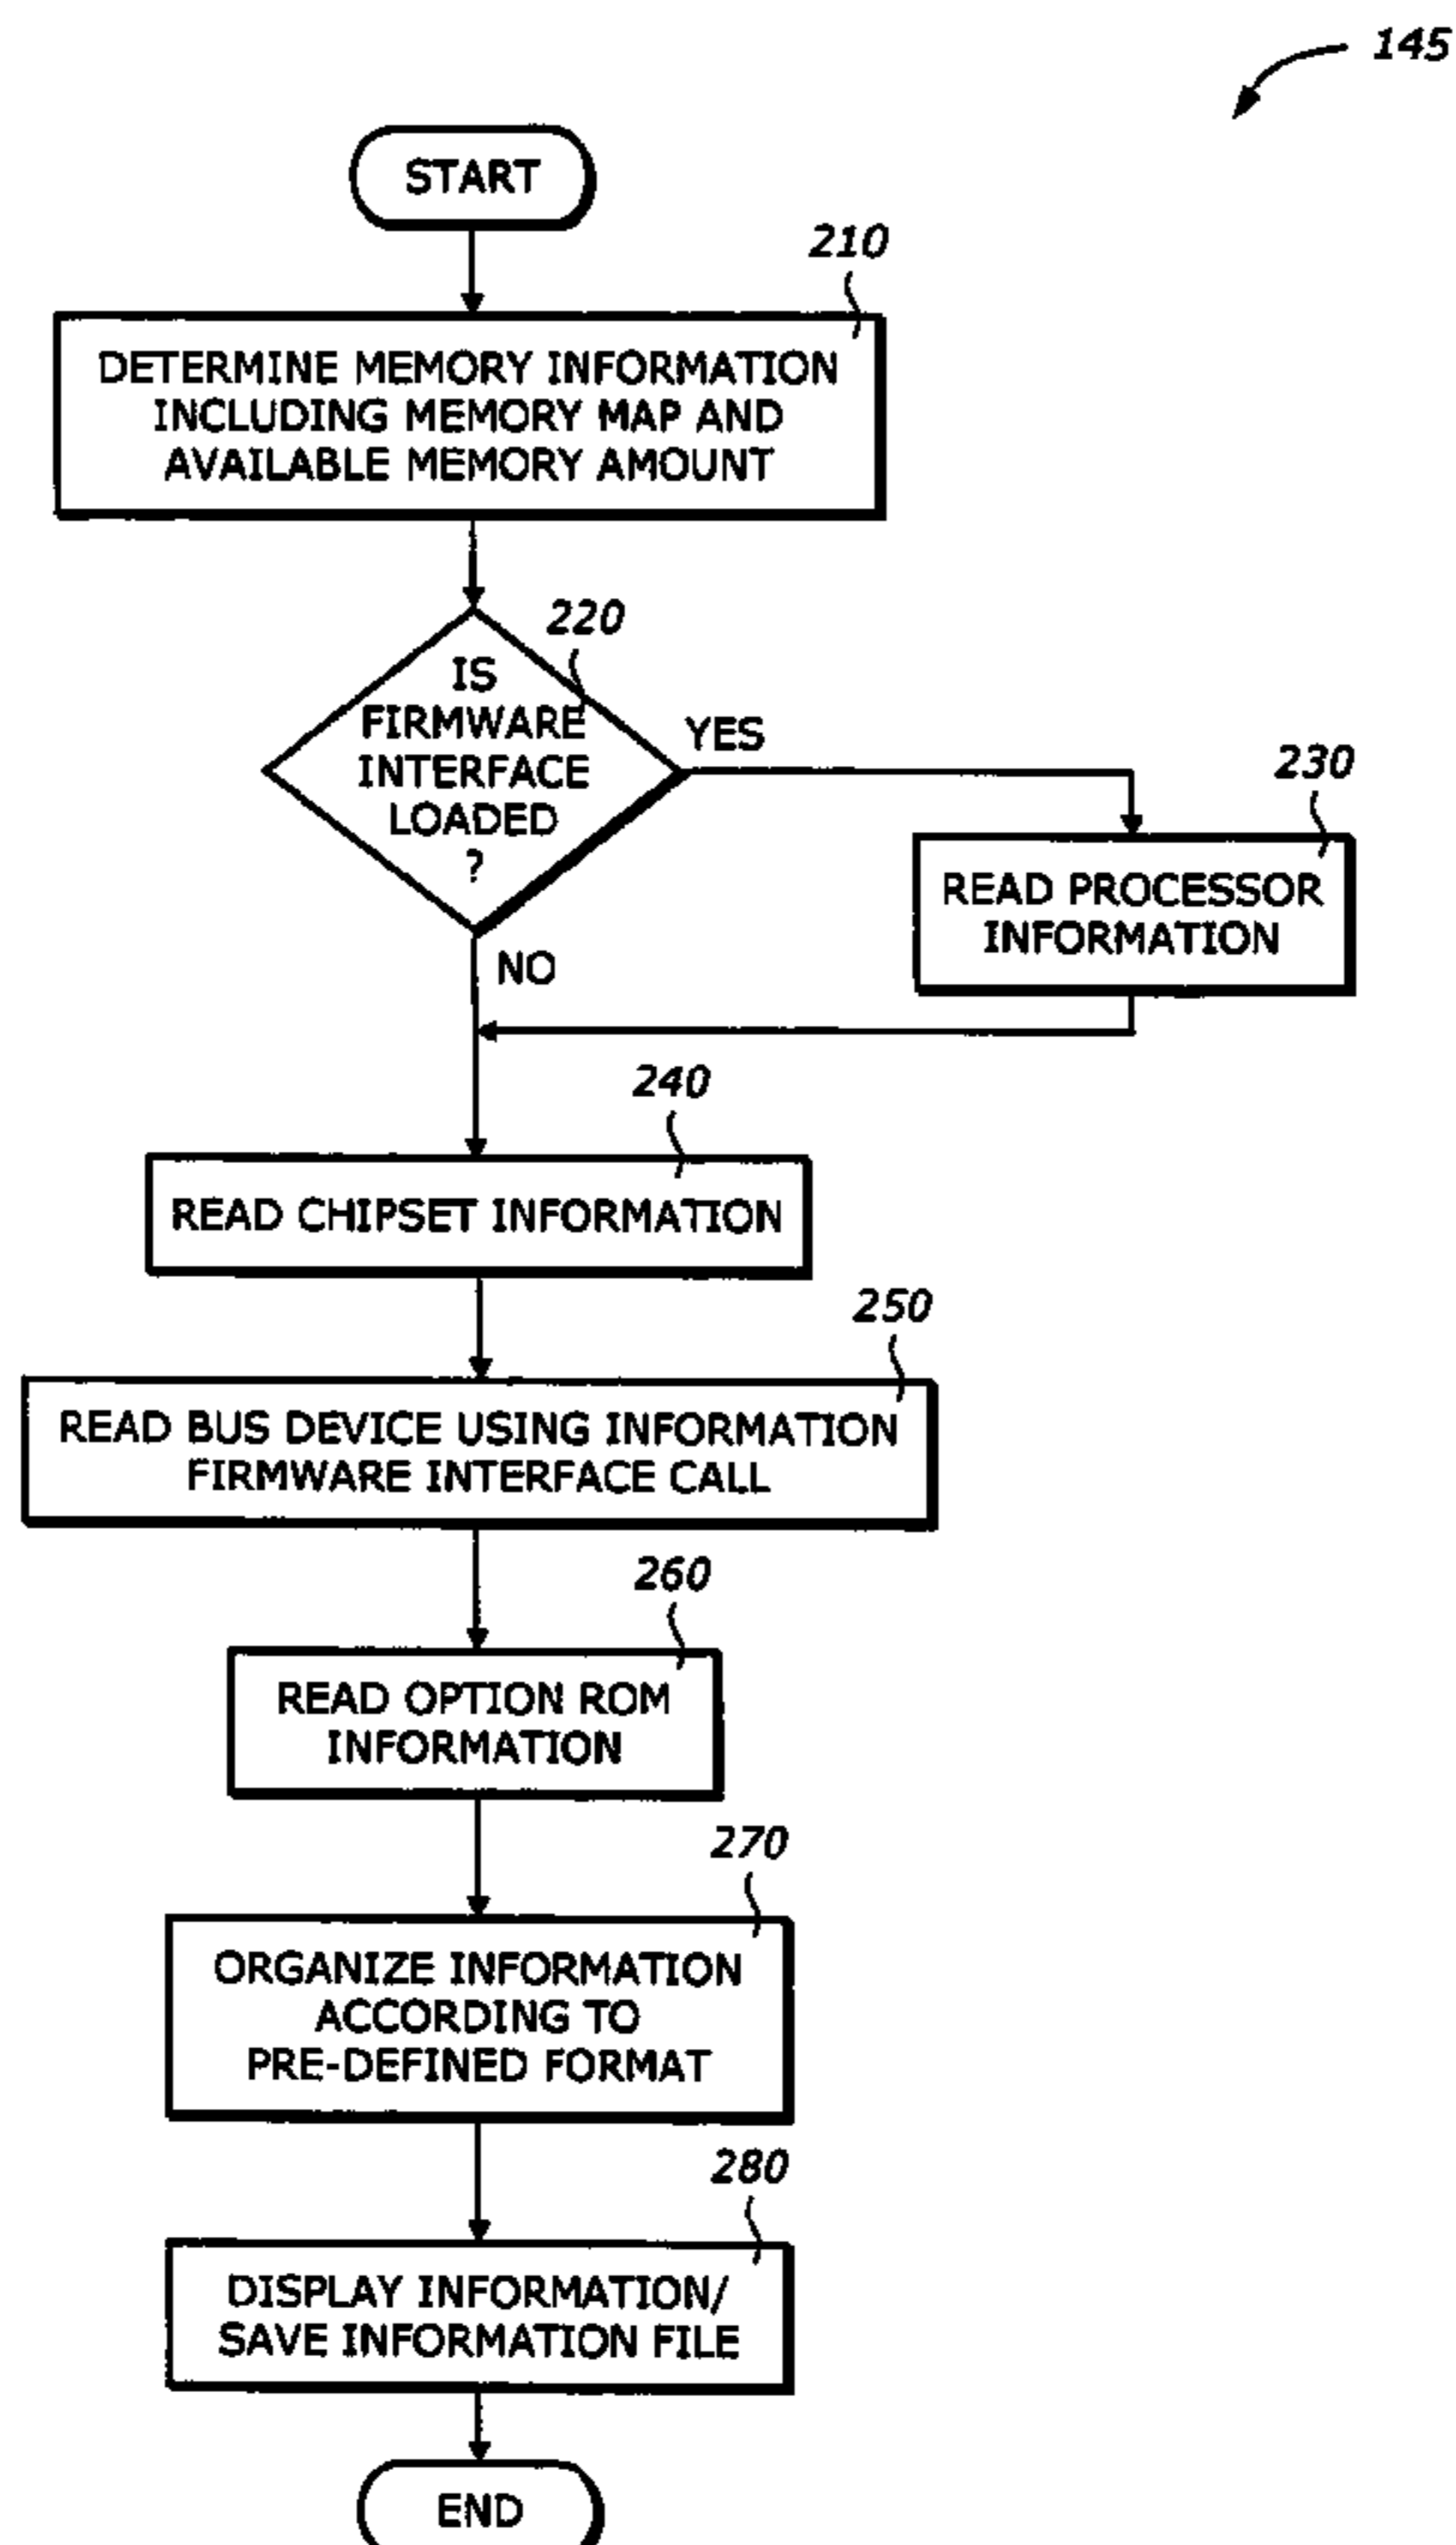 145
START
210
DETERMINE MEMORY INFORMATION
INCLUDING MEMORY MAP AND
AVAILABLE MEMORY AMOUNT
220
IS
FIRMWARE
INTERFACE
LOADED
?
YES
230
READ PROCESSOR
INFORMATION
NO
240
READ CHIPSET INFORMATION
250
READ BUS DEVICE USING INFORMATION
FIRMWARE INTERFACE CALL
260
READ OPTION ROM
INFORMATION
270
ORGANIZE INFORMATION
ACCORDING TO
PRE-DEFINED FORMAT
280
DISPLAY INFORMATION/
SAVE INFORMATION FILE
END